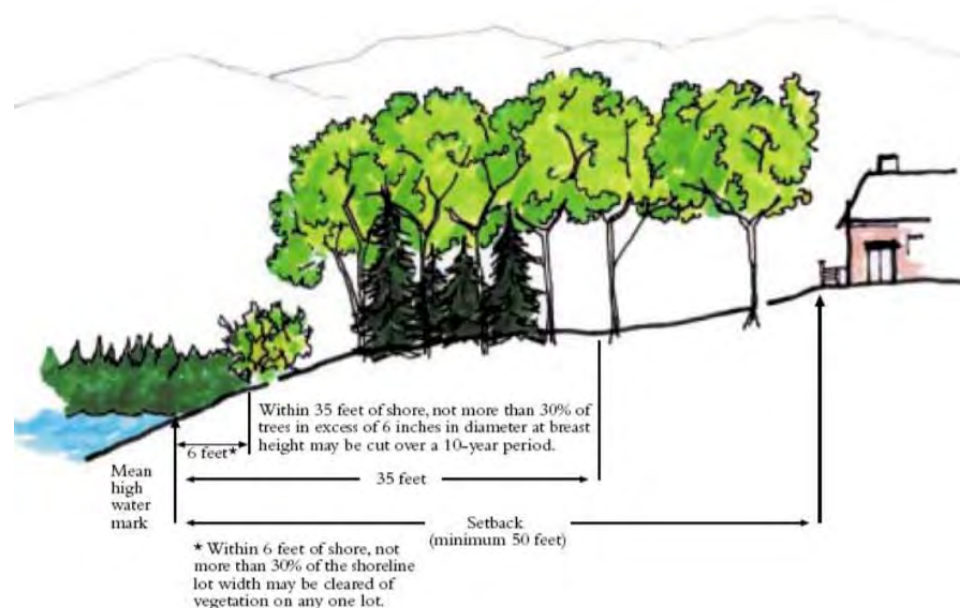 Within 35 feet of shore, not more than 30% of
trees in excess of 6 inches in diameter at breast
height may be cut over a 10-year period.
6 feet*
Mean
high
water
mark
35 feet
Setback
(minimum 50 feet)
* Within 6 feet of shore, not
more than 30% of the shoreline
lot width may be cleared of
vegetation on any one lot.